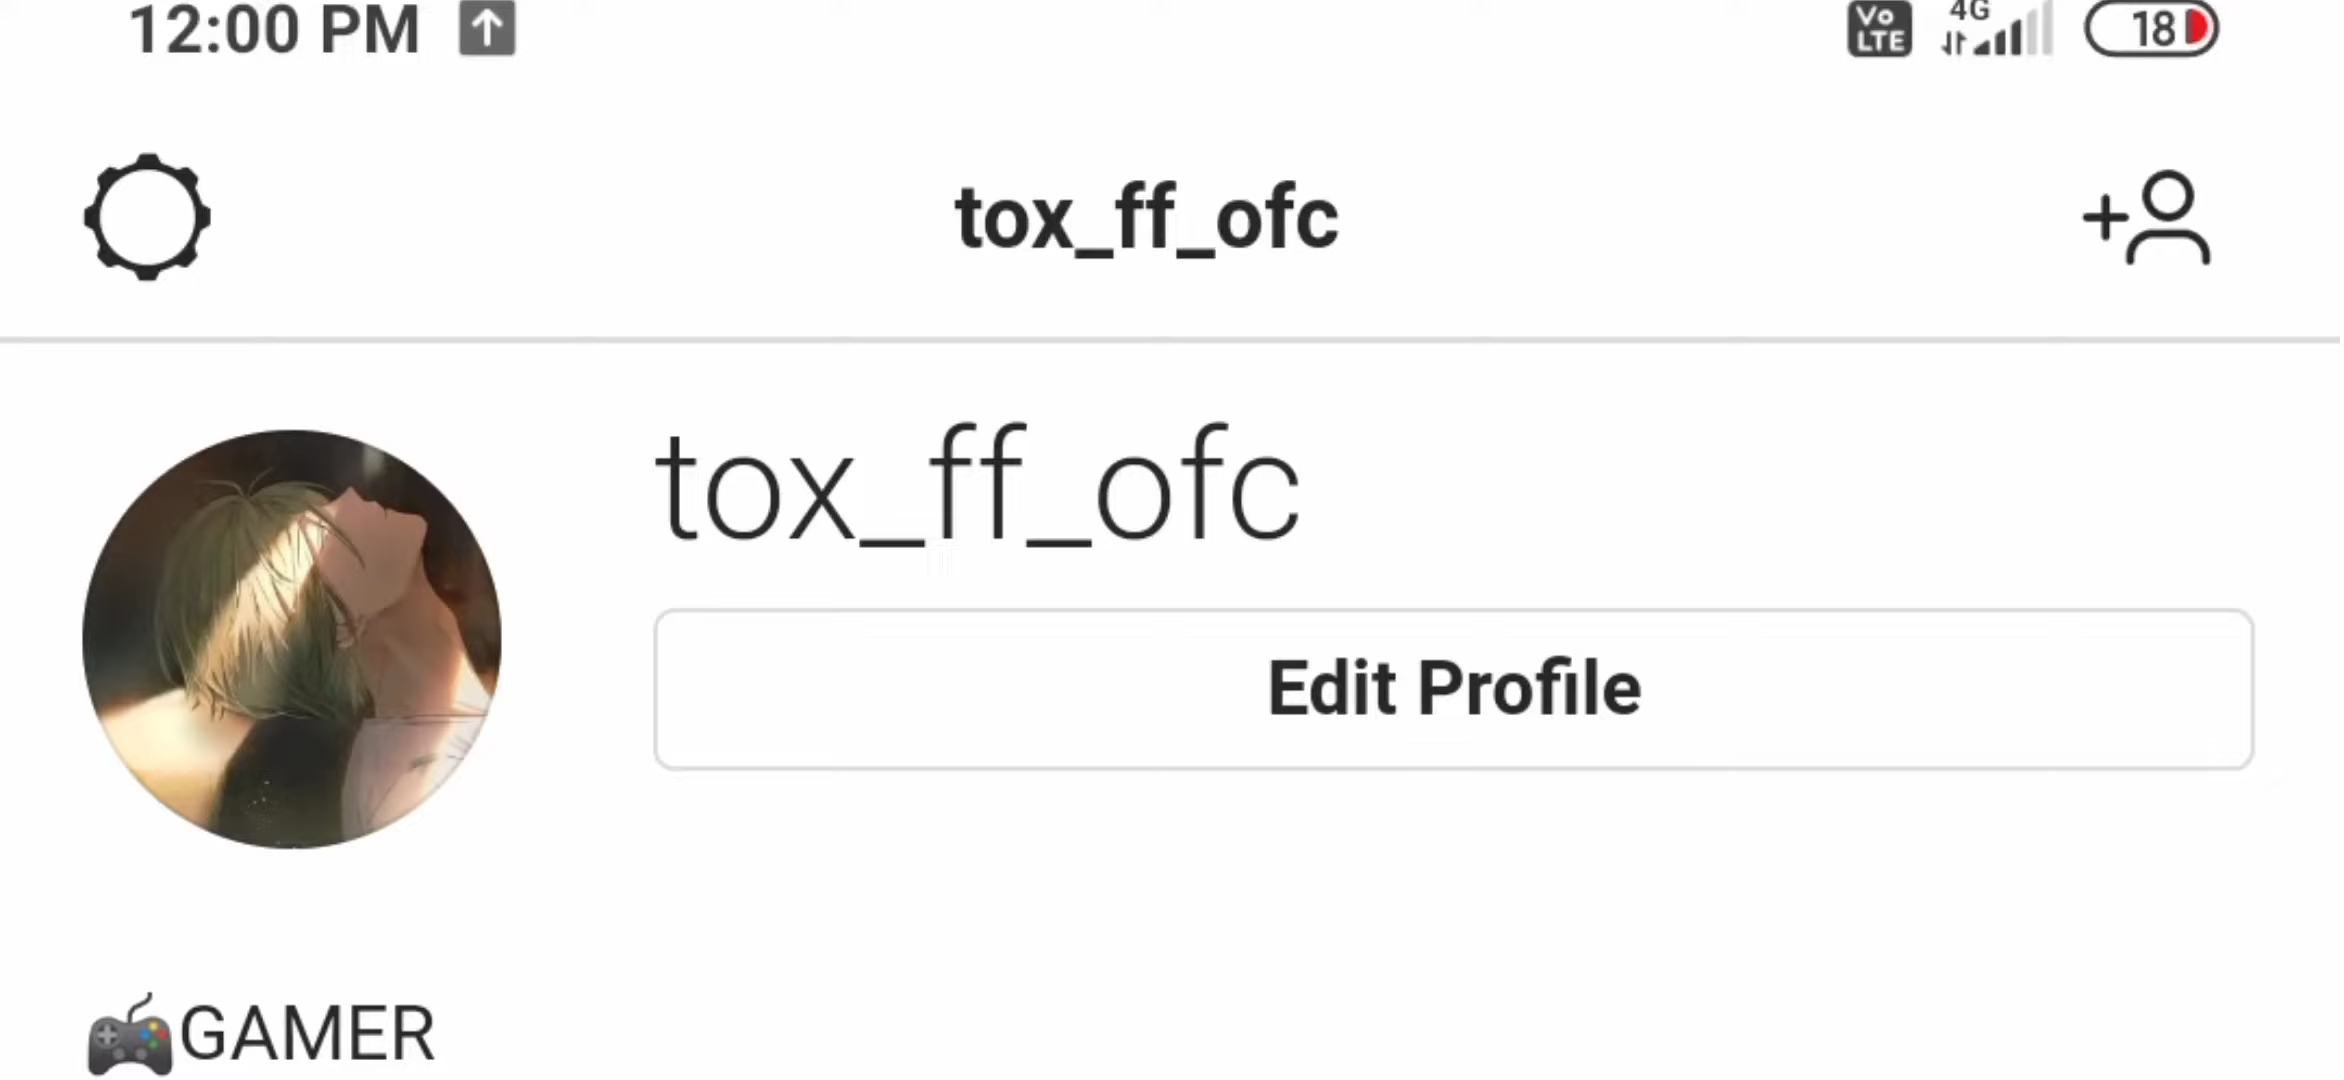 12:00 PM
Vo LTE
4G
18
tox_ff_ofc
tox_ff_ofc
Edit Profile
🎮GAMER